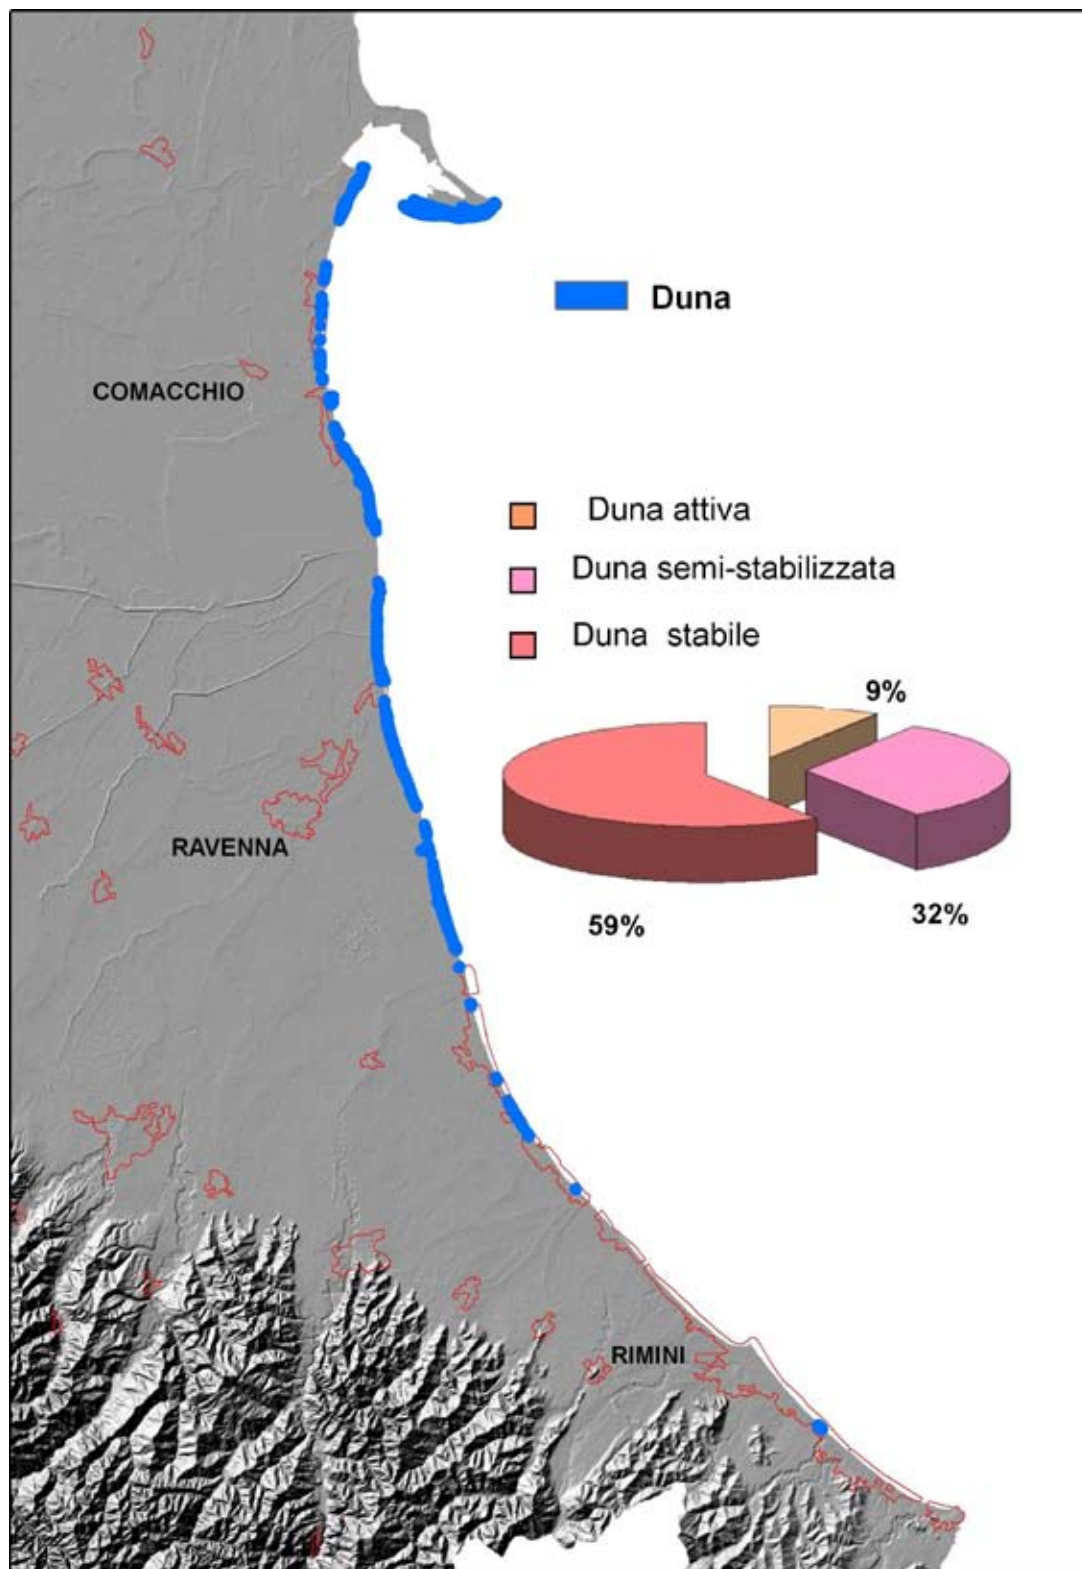 Duna
COMACCHIO
Duna attiva
Duna semi-stabilizzata
Duna stabile
9%
RAVENNA
59%
32%
RIMINI